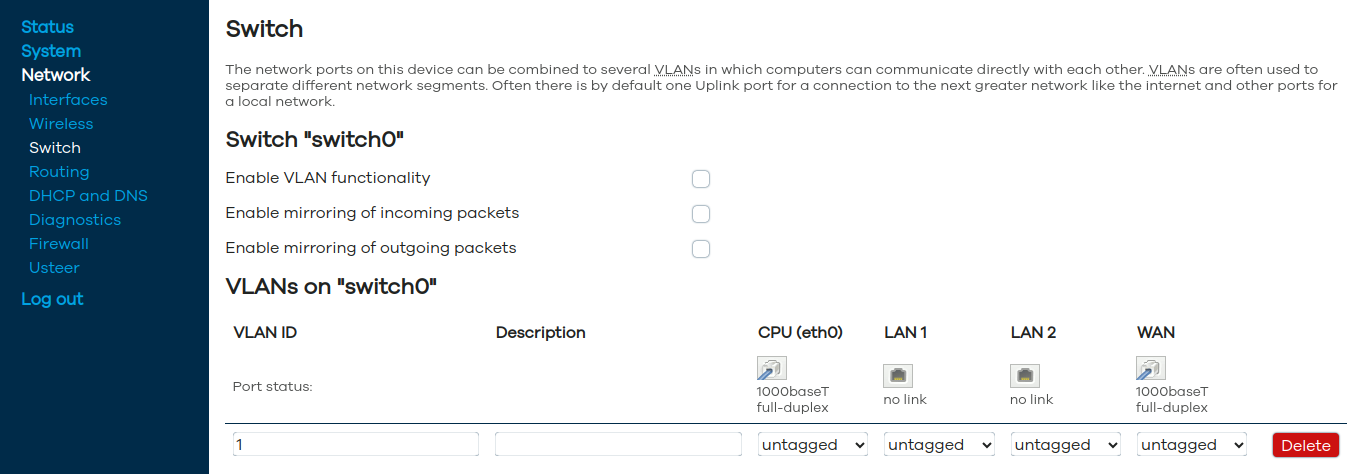 Status
System
Network
Interfaces
Wireless
Switch
Routing
DHCP and DNS
Diagnostics
Firewall
Usteer
Log out
Switch
The network ports on this device can be combined to several VLANs in which computers can communicate directly with each other. VLANs are often used to
separate different network segments. Often there is by default one Uplink port for a connection to the next greater network like the internet and other ports for
a local network.
Switch "switch0"
Enable VLAN functionality
Enable mirroring of incoming packets
Enable mirroring of outgoing packets
VLANs on "switch0"
VLAN ID Description CPU (eth0) LAN 1 LAN 2 WAN
Port status: 1000baseT full-duplex no link no link 1000baseT full-duplex
1 untagged untagged untagged untagged Delete